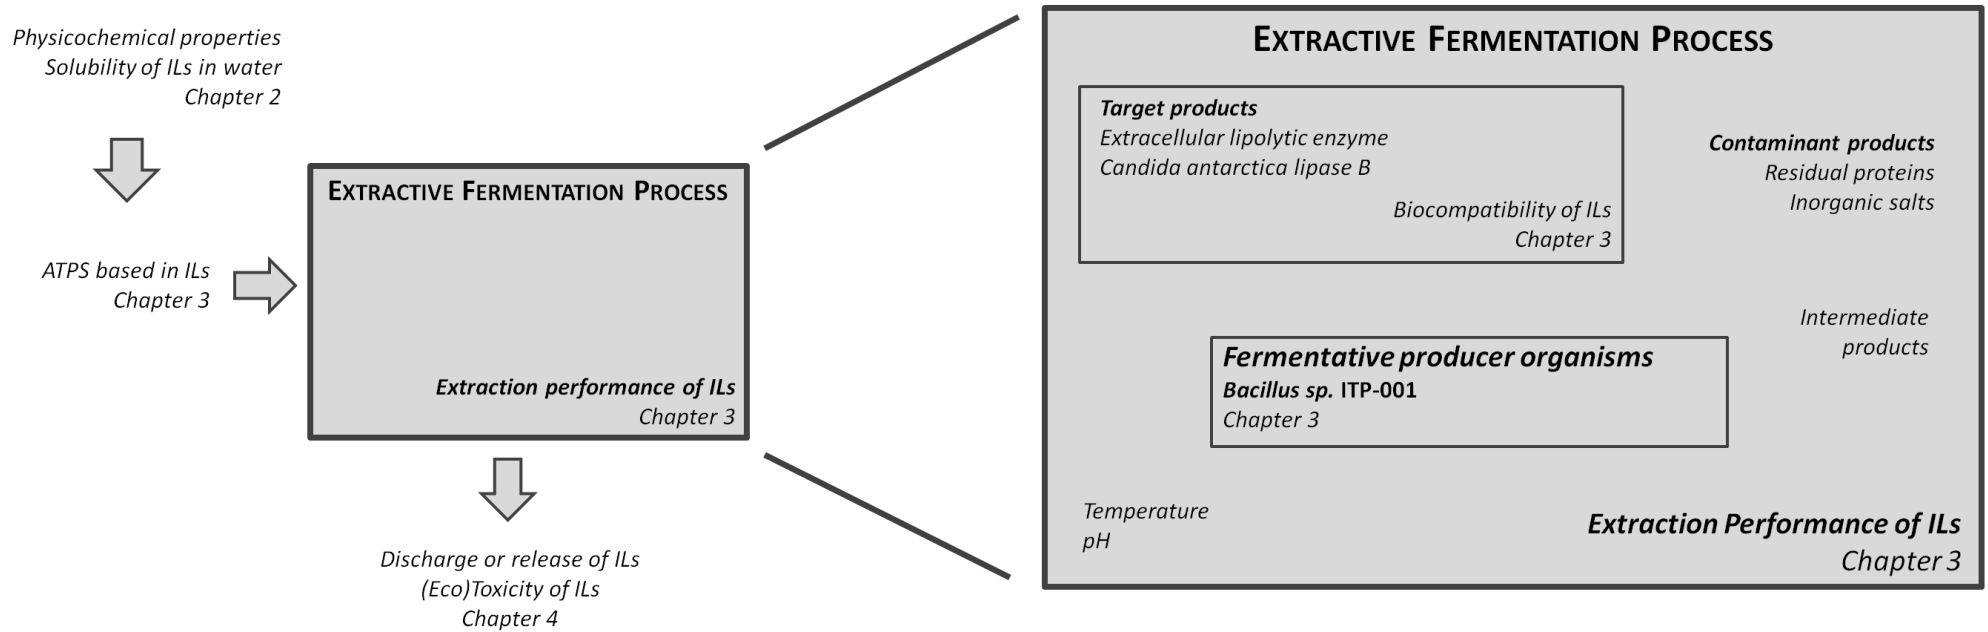 Physicochemical properties
Solubility of ILs in water
Chapter 2
ATPS based in ILs
Chapter 3
EXTRACTIVE FERMENTATION PROCESS
Extraction performance of ILs
Chapter 3
Discharge or release of ILs
(Eco)Toxicity of ILs
Chapter 4
EXTRACTIVE FERMENTATION PROCESS
Target products
Extracellular lipolytic enzyme
Candida antarctica lipase B
Biocompatibility of ILs
Chapter 3
Contaminant products
Residual proteins
Inorganic salts
Intermediate
products
Fermentative producer organisms
Bacillus sp. ITP-001
Chapter 3
Temperature
pH
Extraction Performance of ILs
Chapter 3